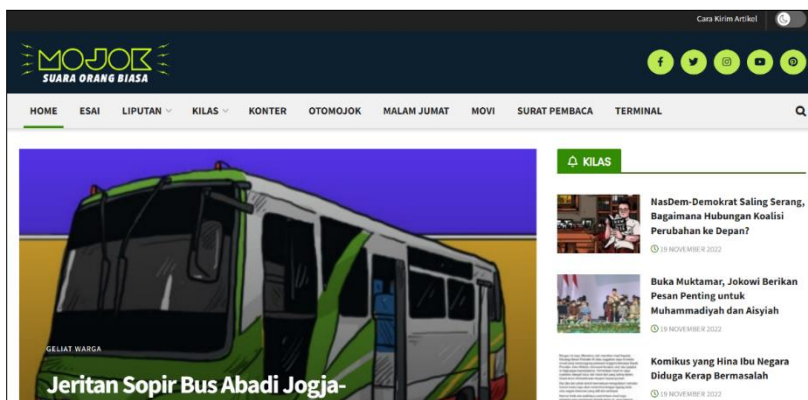 Cara Kirim Artikel
MOJOK
SUARA ORANG BIASA
HOME ESAI LIPUTAN KILAS KONTER OTOMOJOK MALAM JUMAT MOVI SURAT PEMBACA TERMINAL
KILAS
NasDem-Demokrat Saling Serang,
Bagaimana Hubungan Koalisi
Perubahan ke Depan?
19 NOVEMBER 2022
Buka Muktamar, Jokowi Berikan
Pesan Penting untuk
Muhammadiyah dan Aisyiah
19 NOVEMBER 2022
Komikus yang Hina Ibu Negara
Diduga Kerap Bermasalah
19 NOVEMBER 2022
GELIAT WARGA
Jeritan Sopir Bus Abadi Jogja-